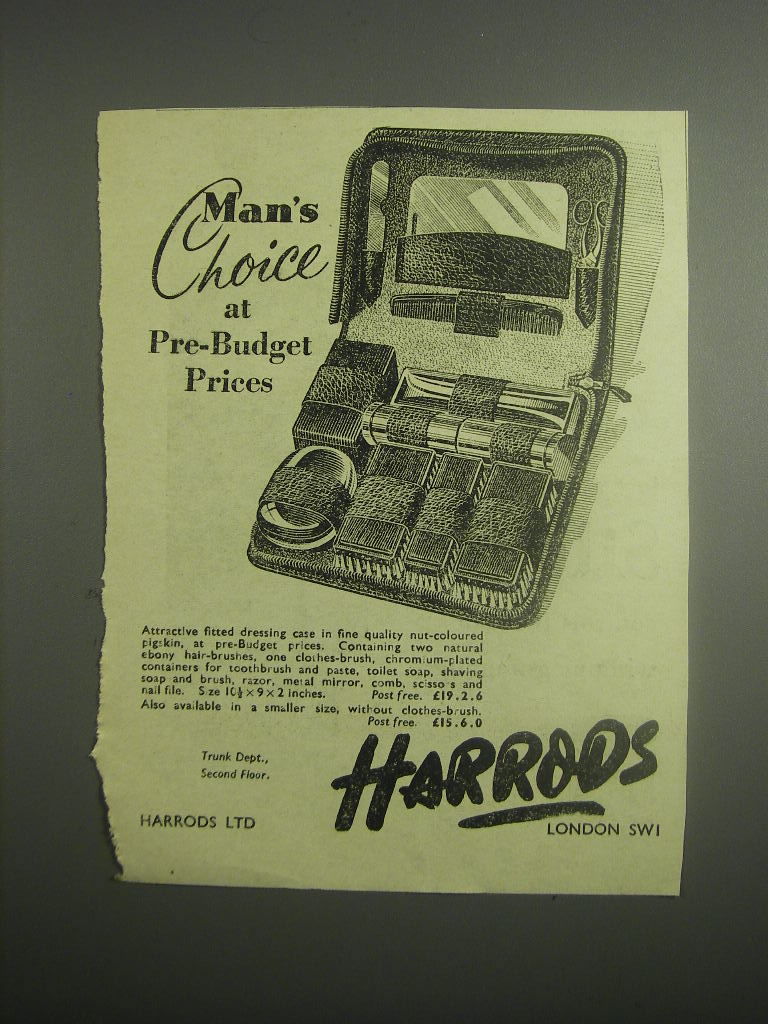 Man's
Choice
at
Pre-Budget
Prices
Attractive fitted dressing case in fine quality nut-coloured
pigskin, at pre-Budget prices. Containing two natural
ebony hair-brushes, one clothes-brush, chromium-plated
containers for toothbrush and paste, toilet soap, shaving
soap and brush, razor, metal mirror, comb, scissors and
nail file. Size 10½ × 9 × 2 inches. Post free. £19.2.6
Also available in a smaller size, without clothes-brush.
Post free. £15.6.0
Trunk Dept.,
Second Floor.
HARRODS
HARRODS LTD
LONDON SW1